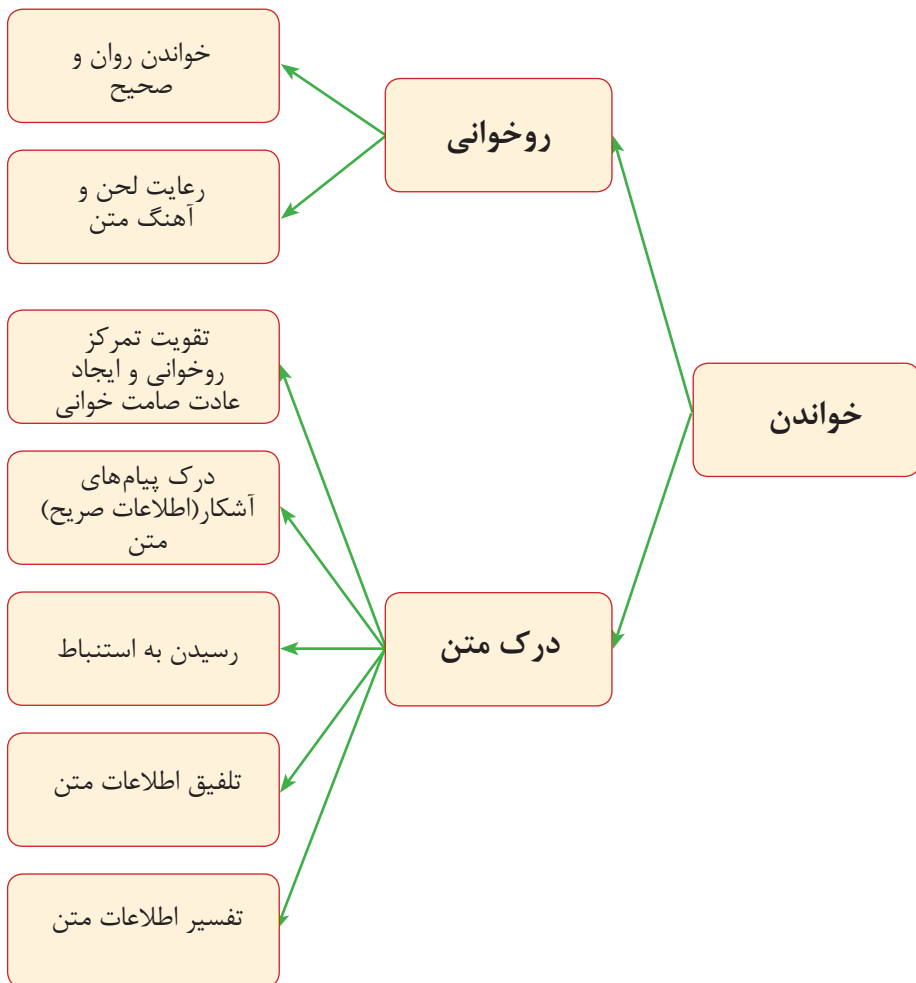 خواندن
روخوانی
خواندن روان و
صحیح
رعایت لحن و
آهنگ متن
درک متن
تقویت تمرکز
روخوانی و ایجاد
عادت صامت خوانی
درک پیام‌های
آشکار(اطلاعات صریح)
متن
رسیدن به استنباط
تلفیق اطلاعات متن
تفسیر اطلاعات متن